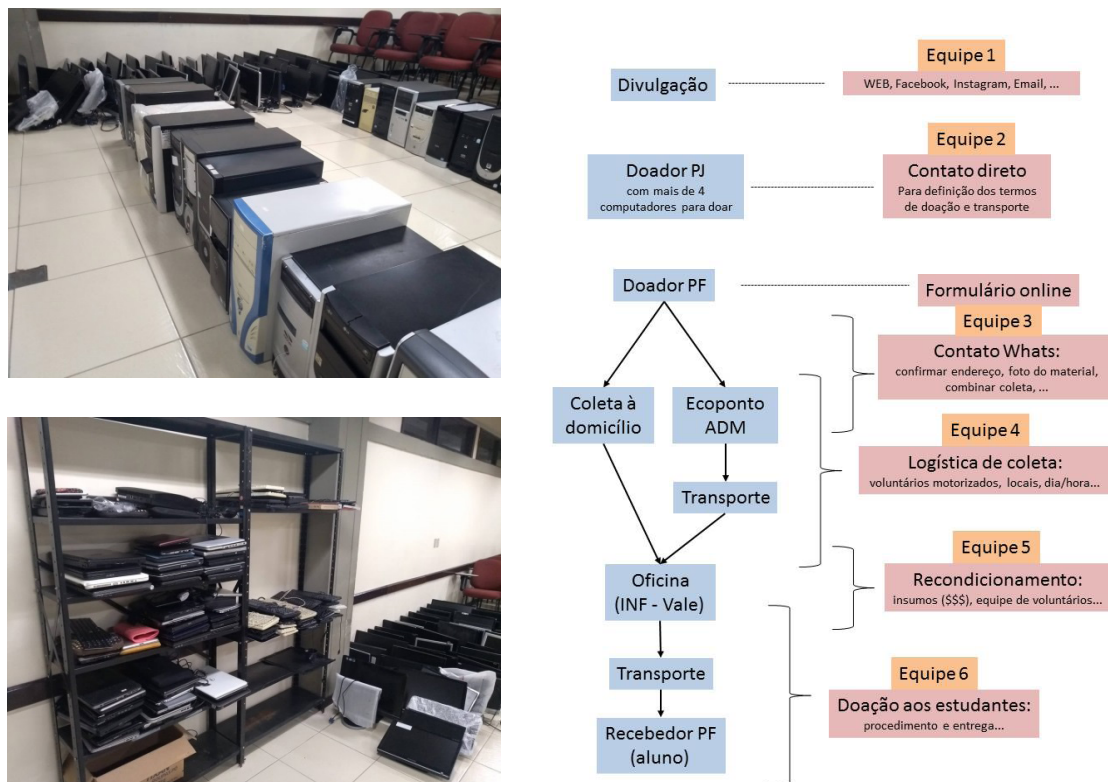 Divulgação
Equipe 1
WEB, Facebook, Instagram, Email, ...
Equipe 2
Doador PJ
com mais de 4
computadores para doar
Contato direto
Para definição dos termos
de doação e transporte
Doador PF
Formulário online
Equipe 3
Contato Whats:
confirmar endereço, foto do material,
combinar coleta, ...
Coleta à
domicílio
Ecoponto
ADM
Equipe 4
Logística de coleta:
voluntários motorizados, locais, dia/hora...
Transporte
Equipe 5
Oficina
(INF - Vale)
Recondicionamento:
insumos ($$$), equipe de voluntários...
Transporte
Equipe 6
Doação aos estudantes:
procedimento e entrega...
Recebedor PF
(aluno)